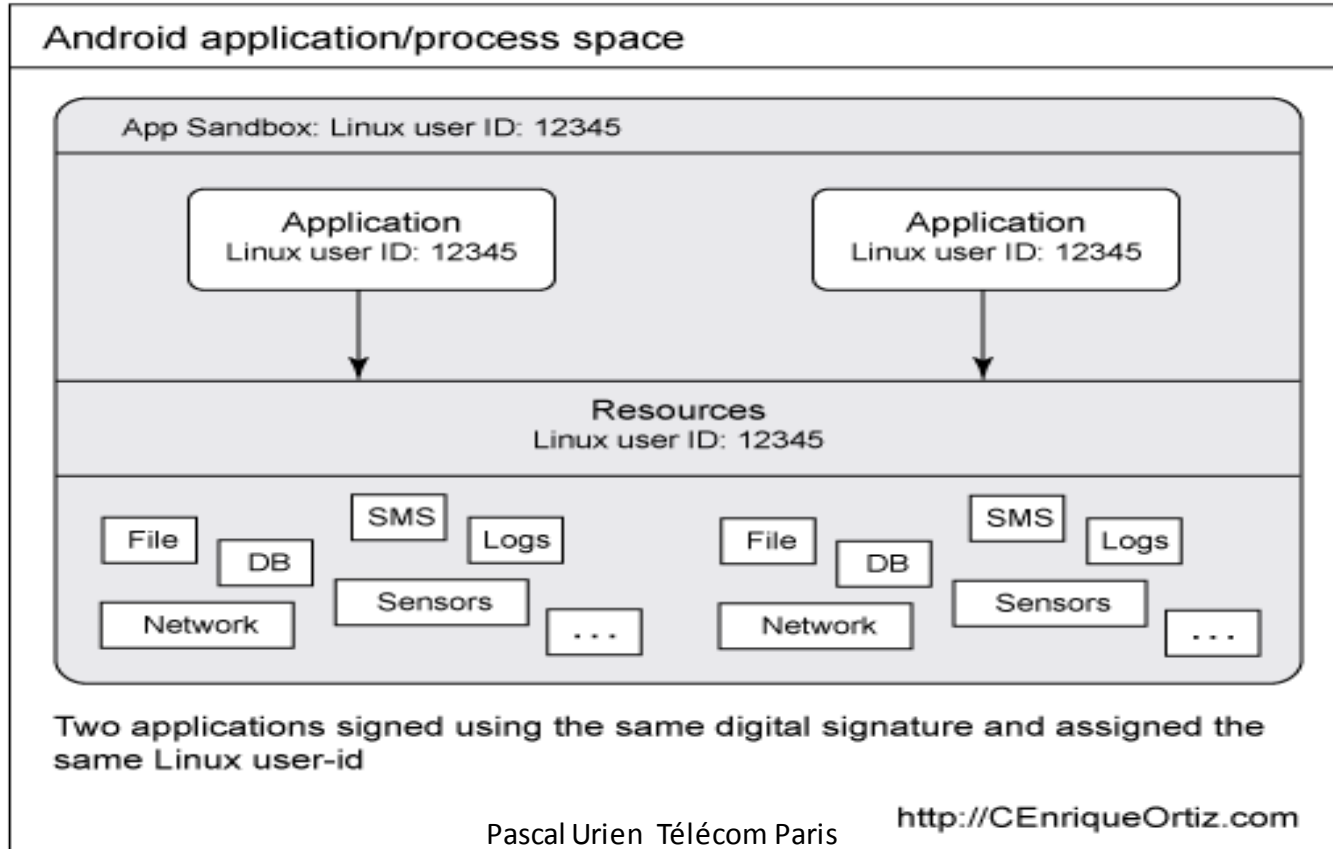 Android application/process space
App Sandbox: Linux user ID: 12345
Application
Linux user ID: 12345
Application
Linux user ID: 12345
Resources
Linux user ID: 12345
File
DB
SMS
Logs
Network
Sensors
...
File
DB
SMS
Logs
Network
Sensors
...
Two applications signed using the same digital signature and assigned the
same Linux user-id
http://CEnriqueOrtiz.com
Pascal Urien Télécom Paris